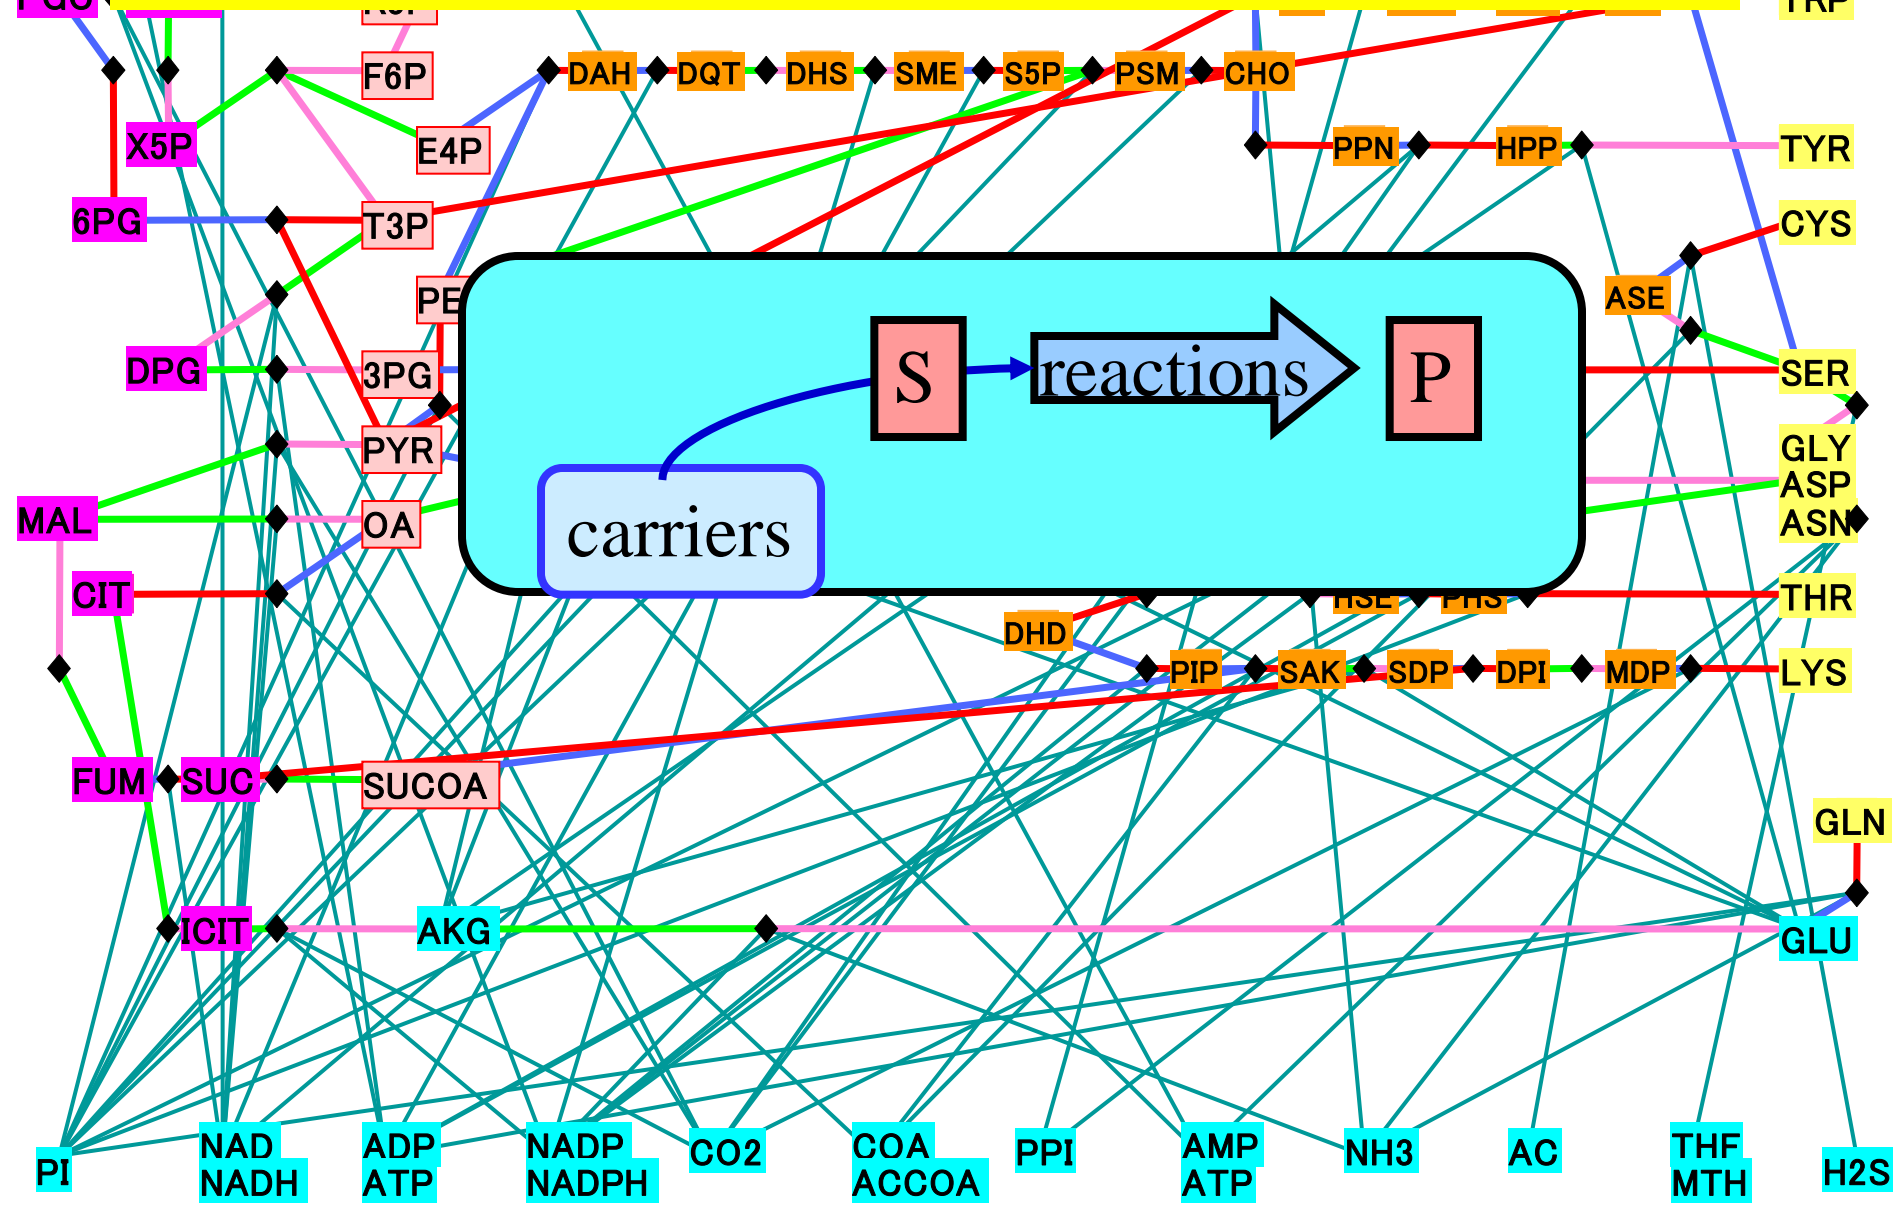 F6P
DAH DQT DHS SME S5P PSM CHO
X5P E4P PPN HPP TYR
6PG T3P CYS
ASE
DPG 3PG S reactions P SER
PYR GLY
ASP
MAL OA carriers ASN
CIT HSE PHS THR
DHD
PIP SAK SDP DPI MDP LYS
FUM SUC SUCOA
GLN
ICIT AKG GLU
PI NAD ADP NADP CO2 COA PPI AMP NH3 AC THF H2S
NADH ATP NADPH ACCOA ATP MTH